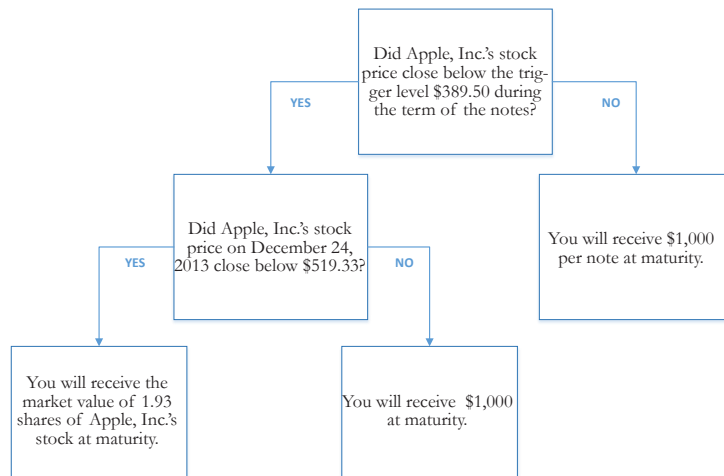 Did Apple, Inc.'s stock
price close below the trig-
ger level $389.50 during
the term of the notes?
YES
NO
Did Apple, Inc.'s stock
price on December 24,
2013 close below $519.33?
You will receive $1,000
per note at maturity.
YES
NO
You will receive the
market value of 1.93
shares of Apple, Inc.'s
stock at maturity.
You will receive $1,000
at maturity.